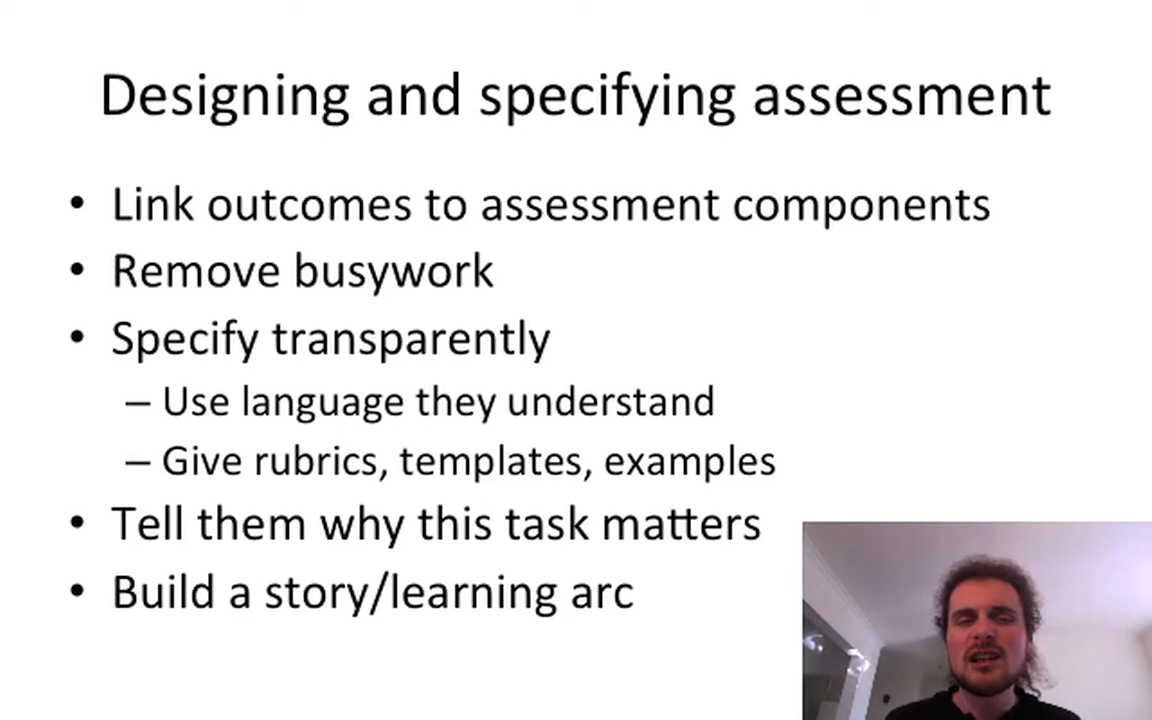 Designing and specifying assessment
• Link outcomes to assessment components
• Remove busywork
• Specify transparently
– Use language they understand
– Give rubrics, templates, examples
• Tell them why this task matters
• Build a story/learning arc